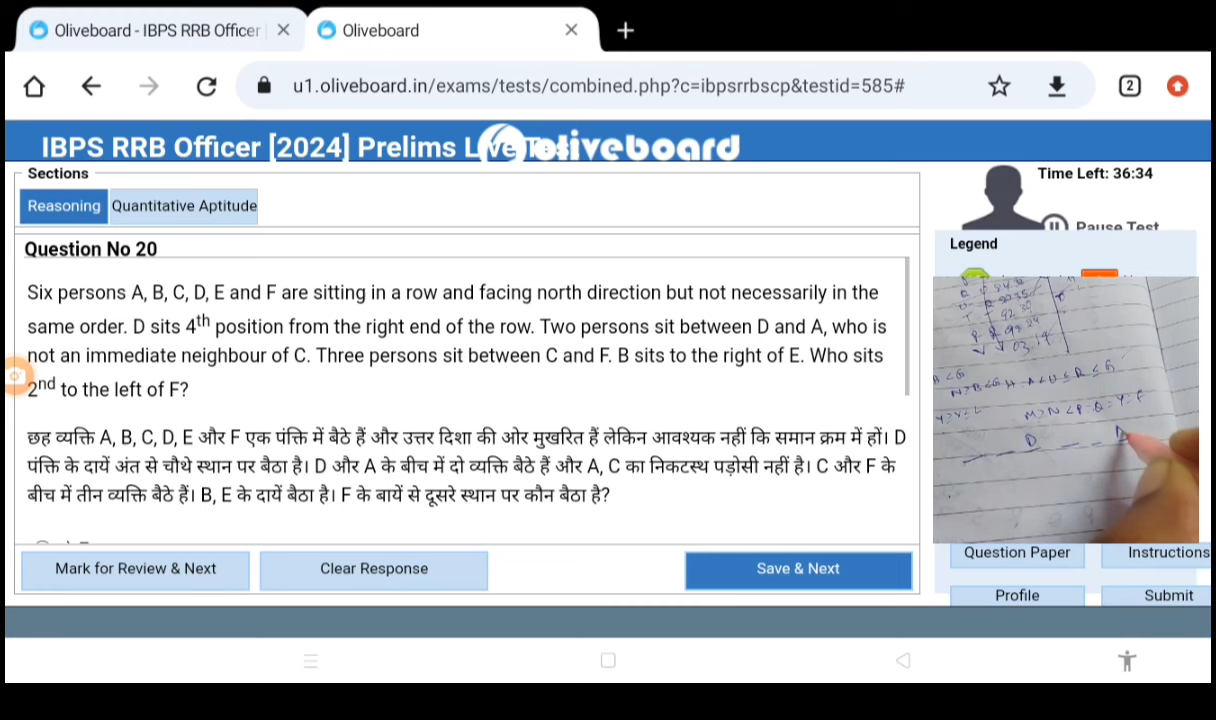 Oliveboard - IBPS RRB Officer
Oliveboard
u1.oliveboard.in/exams/tests/combined.php?c=ibpsrrbscp&testid=585#
2
IBPS RRB Officer [2024] Prelims Live Test
oliveboard
Sections
Reasoning
Quantitative Aptitude
Time Left: 36:34
Pause Test
Legend
Question No 20
Six persons A, B, C, D, E and F are sitting in a row and facing north direction but not necessarily in the
same order. D sits 4th position from the right end of the row. Two persons sit between D and A, who is
not an immediate neighbour of C. Three persons sit between C and F. B sits to the right of E. Who sits
2nd to the left of F?
छह व्यक्ति A, B, C, D, E और F एक पंक्ति में बैठे हैं और उत्तर दिशा की ओर मुखरित हैं लेकिन आवश्यक नहीं कि समान क्रम में हों। D
पंक्ति के दायें अंत से चौथे स्थान पर बैठा है। D और A के बीच में दो व्यक्ति बैठे हैं और A, C का निकटस्थ पड़ोसी नहीं है। C और F के
बीच में तीन व्यक्ति बैठे हैं। B, E के दायें बैठा है। F के बायें से दूसरे स्थान पर कौन बैठा है?
D
Mark for Review & Next
Clear Response
Save & Next
Question Paper
Instructions
Profile
Submit